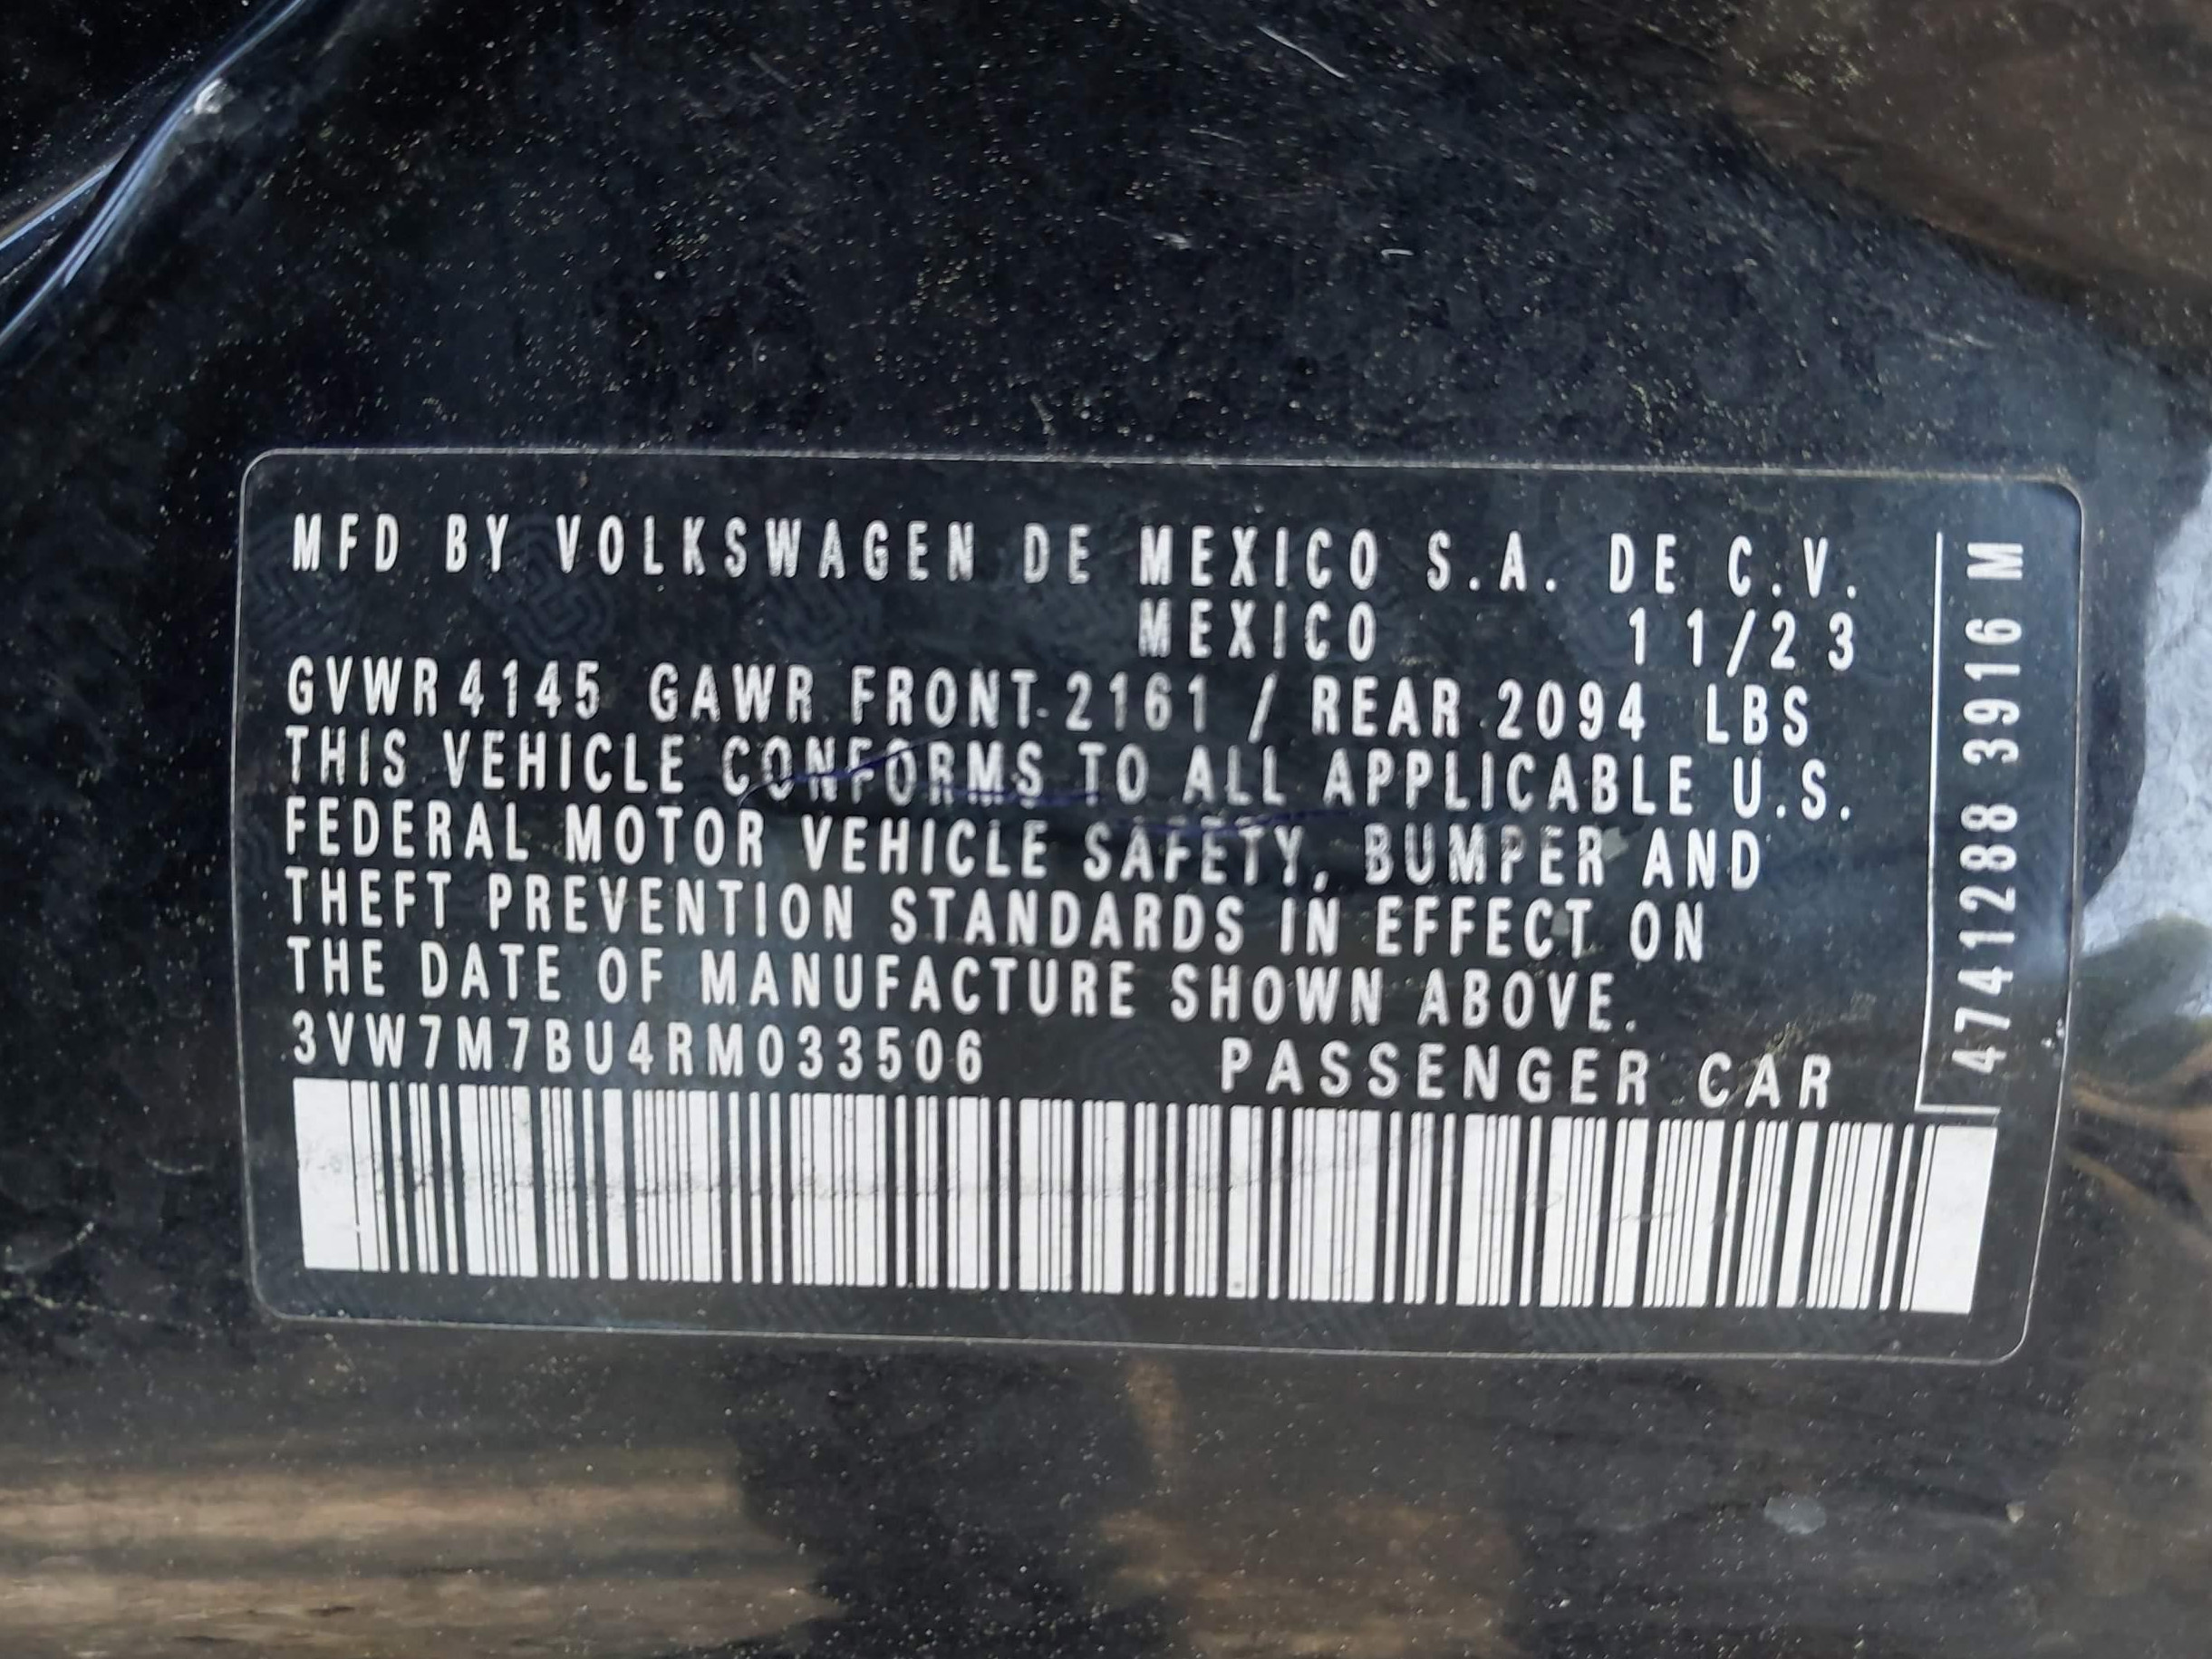 MFD BY VOLKSWAGEN DE MEXICO S.A. DE C.V.
MEXICO 11/23
GVWR 4145 GAWR FRONT 2161 / REAR 2094 LBS
THIS VEHICLE CONFORMS TO ALL APPLICABLE U.S.
FEDERAL MOTOR VEHICLE SAFETY, BUMPER AND
THEFT PREVENTION STANDARDS IN EFFECT ON
THE DATE OF MANUFACTURE SHOWN ABOVE.
3VW7M7BU4RM033506 PASSENGER CAR
4741288 3916 M